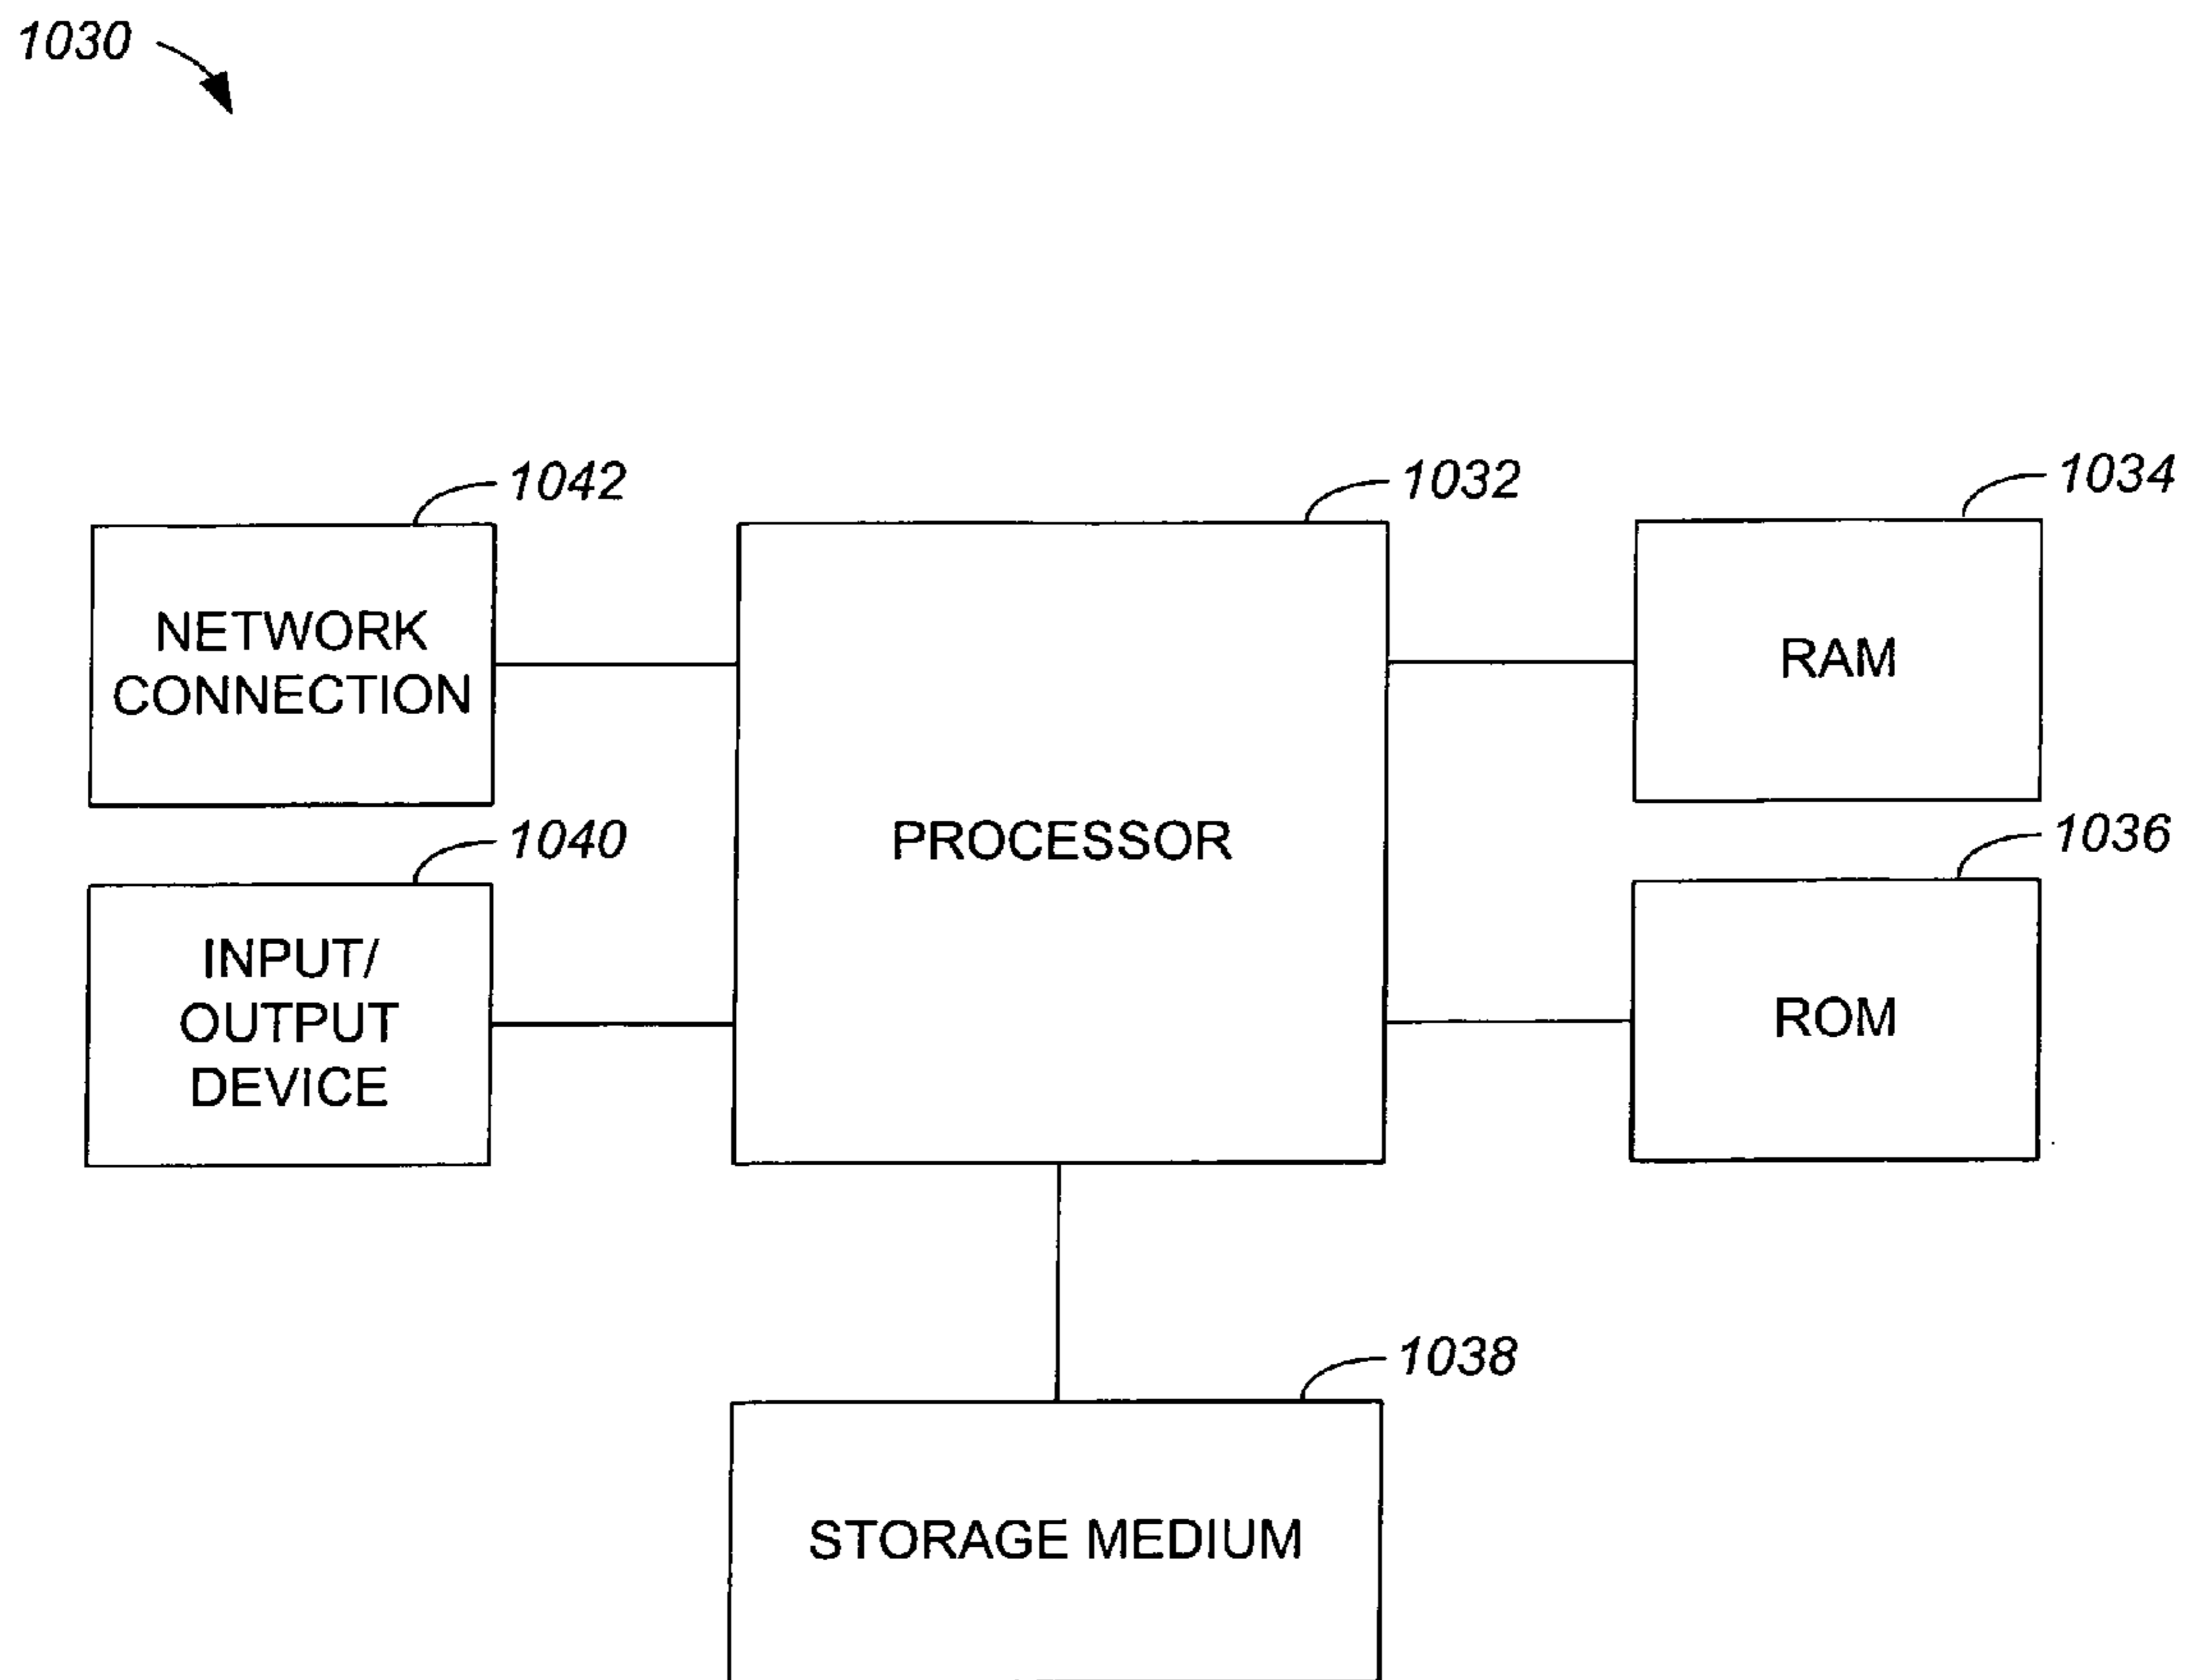 1030
1042
1032
1034
NETWORK
CONNECTION
RAM
PROCESSOR
1040
1036
INPUT/
OUTPUT
DEVICE
ROM
1038
STORAGE MEDIUM